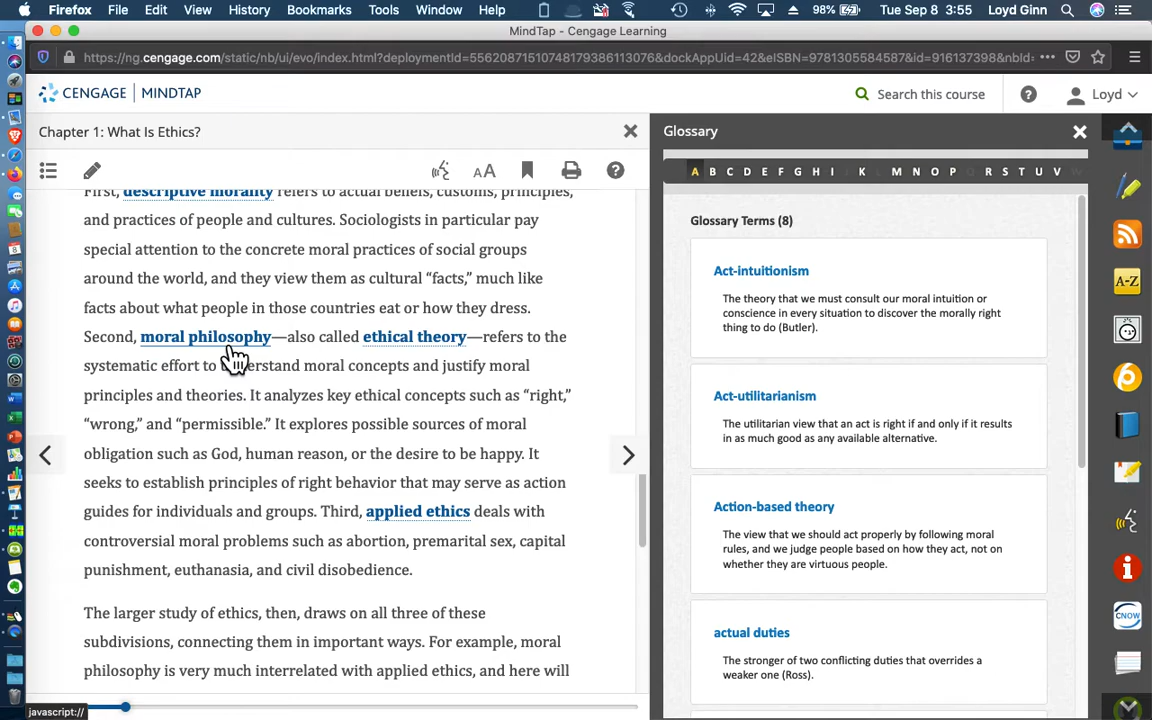 Firefox File Edit View History Bookmarks Tools Window Help 98% Tue Sep 8 3:55 Loyd Ginn
MindTap - Cengage Learning
https://ng.cengage.com/static/nb/ui/evo/index.html?deploymentId=55620871510748179386113076&dockAppUid=42&eISBN=9781305584587&id=916137398&nbId=
CENGAGE MINDTAP
Search this course
Loyd
Chapter 1: What Is Ethics?
AA
First, descriptive morality refers to actual beliefs, customs, principles,
and practices of people and cultures. Sociologists in particular pay
special attention to the concrete moral practices of social groups
around the world, and they view them as cultural “facts,” much like
facts about what people in those countries eat or how they dress.
Second, moral philosophy—also called ethical theory—refers to the
systematic effort to understand moral concepts and justify moral
principles and theories. It analyzes key ethical concepts such as “right,”
“wrong,” and “permissible.” It explores possible sources of moral
obligation such as God, human reason, or the desire to be happy. It
seeks to establish principles of right behavior that may serve as action
guides for individuals and groups. Third, applied ethics deals with
controversial moral problems such as abortion, premarital sex, capital
punishment, euthanasia, and civil disobedience.
The larger study of ethics, then, draws on all three of these
subdivisions, connecting them in important ways. For example, moral
philosophy is very much interrelated with applied ethics, and here will
javascript://
Glossary
A B C D E F G H I K M N O P R S T U V
Glossary Terms (8)
Act-intuitionism
The theory that we must consult our moral intuition or
conscience in every situation to discover the morally right
thing to do (Butler).
Act-utilitarianism
The utilitarian view that an act is right if and only if it results
in as much good as any available alternative.
Action-based theory
The view that we should act properly by following moral
rules, and we judge people based on how they act, not on
whether they are virtuous people.
actual duties
The stronger of two conflicting duties that overrides a
weaker one (Ross).
A-Z
CNOW